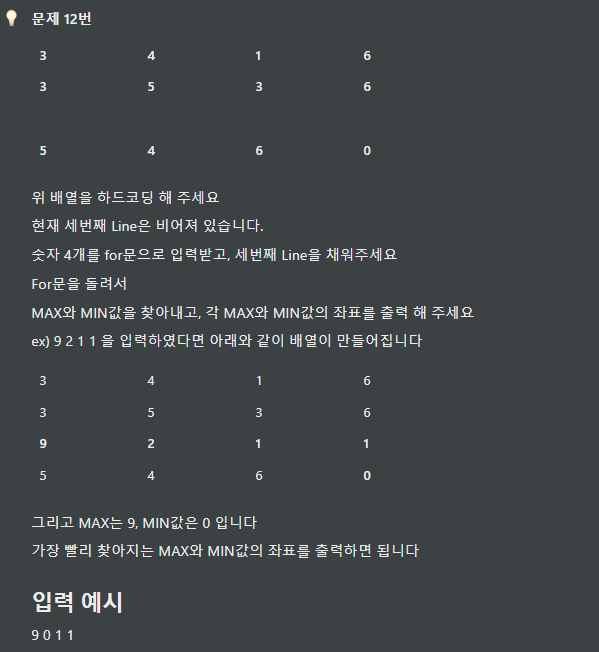 문제 12번
3 4 1 6
3 5 3 6
5 4 6 0
위 배열을 하드코딩 해 주세요
현재 세번째 Line은 비어져 있습니다.
숫자 4개를 for문으로 입력받고, 세번째 Line을 채워주세요
For문을 돌려서
MAX와 MIN값을 찾아내고, 각 MAX와 MIN값의 좌표를 출력 해 주세요
ex) 9 2 1 1 을 입력하였다면 아래와 같이 배열이 만들어집니다
3 4 1 6
3 5 3 6
9 2 1 1
5 4 6 0
그리고 MAX는 9, MIN값은 0 입니다
가장 빨리 찾아지는 MAX와 MIN값의 좌표를 출력하면 됩니다
입력 예시
9 0 1 1